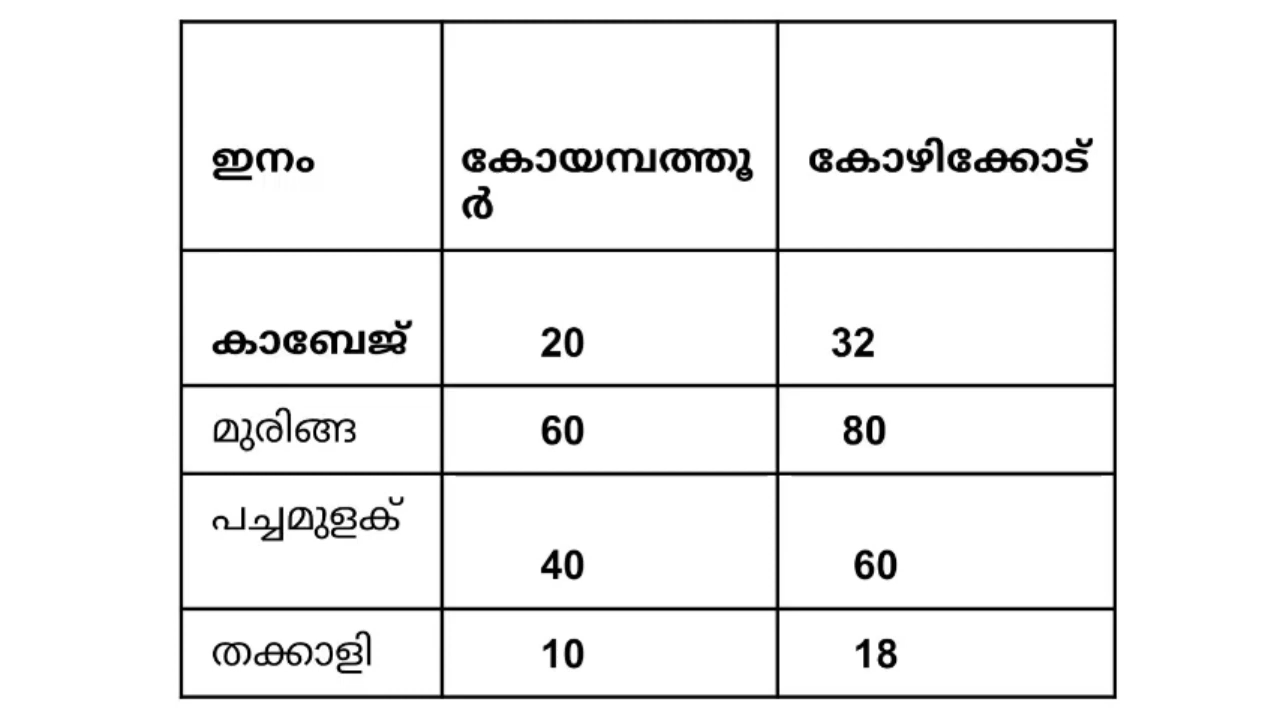 ഇനം കോയമ്പത്തൂ കോഴിക്കോട്
ർ
കാബേജ് 20 32
മുരിങ്ങ 60 80
പച്ചമുളക്
40 60
തക്കാളി 10 18